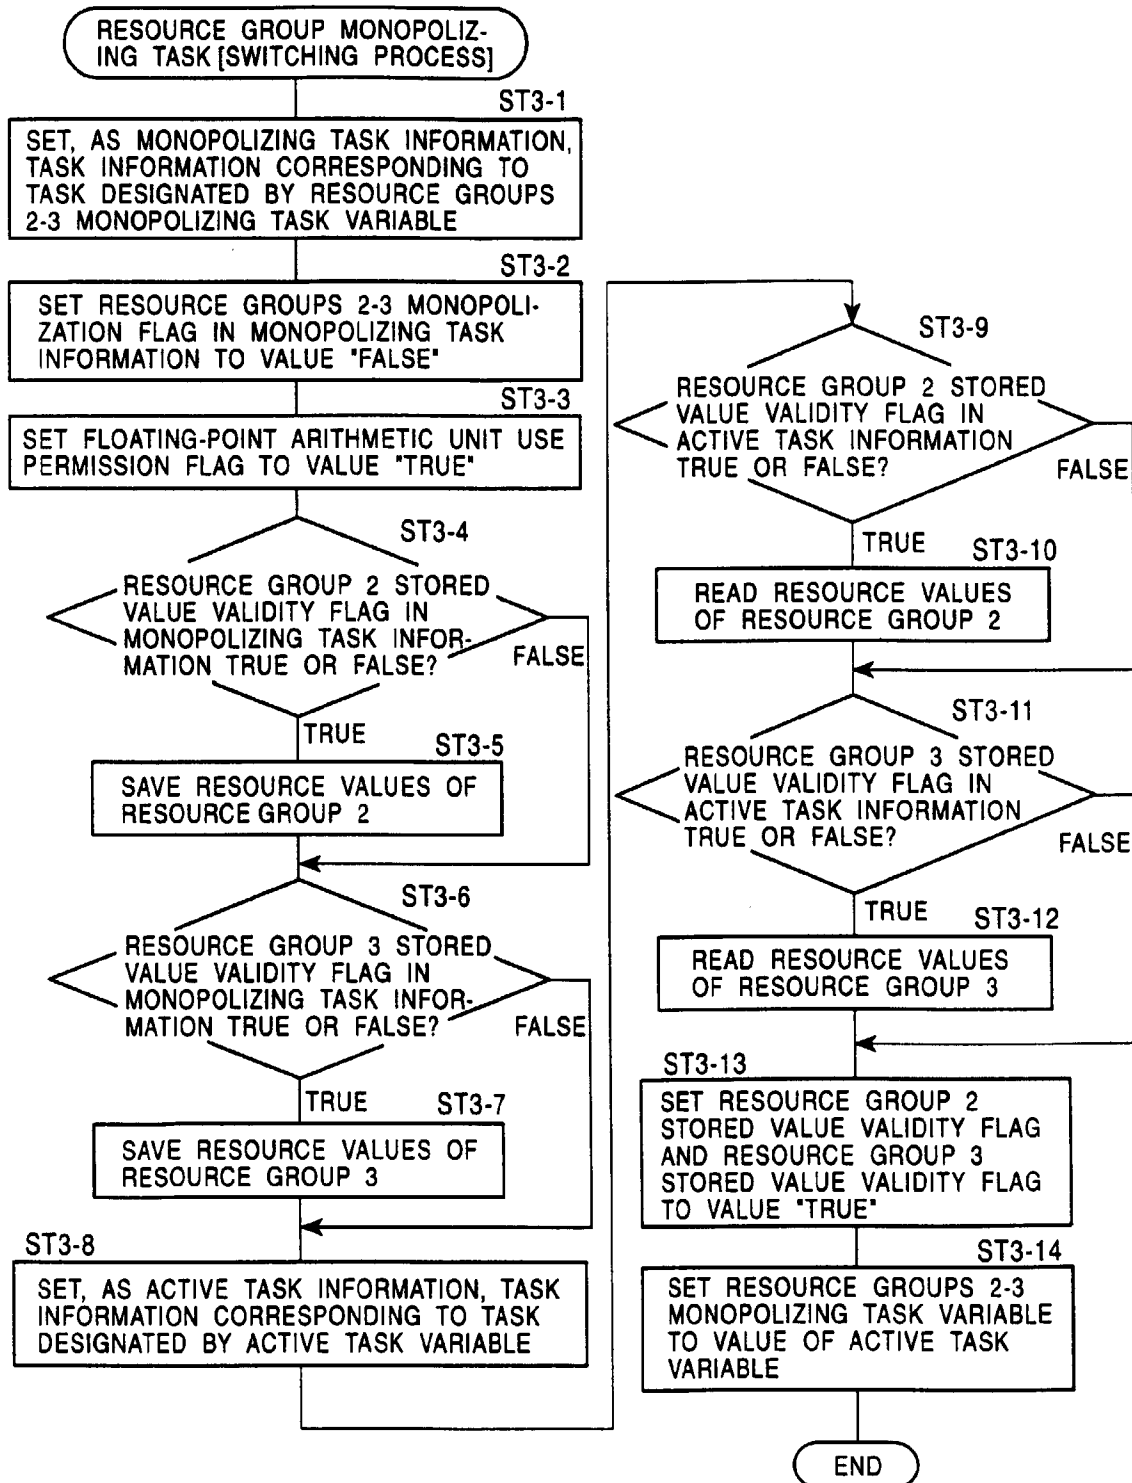 RESOURCE GROUP MONOPOLIZ-
ING TASK [SWITCHING PROCESS]
ST3-1
SET, AS MONOPOLIZING TASK INFORMATION,
TASK INFORMATION CORRESPONDING TO
TASK DESIGNATED BY RESOURCE GROUPS
2-3 MONOPOLIZING TASK VARIABLE
ST3-2
SET RESOURCE GROUPS 2-3 MONOPOLI-
ZATION FLAG IN MONOPOLIZING TASK
INFORMATION TO VALUE "FALSE"
ST3-3
SET FLOATING-POINT ARITHMETIC UNIT USE
PERMISSION FLAG TO VALUE "TRUE"
ST3-4
RESOURCE GROUP 2 STORED
VALUE VALIDITY FLAG IN
MONOPOLIZING TASK INFOR-
MATION TRUE OR FALSE?
FALSE
TRUE
ST3-5
SAVE RESOURCE VALUES OF
RESOURCE GROUP 2
ST3-6
RESOURCE GROUP 3 STORED
VALUE VALIDITY FLAG IN
MONOPOLIZING TASK INFOR-
MATION TRUE OR FALSE?
FALSE
TRUE
ST3-7
SAVE RESOURCE VALUES OF
RESOURCE GROUP 3
ST3-8
SET, AS ACTIVE TASK INFORMATION, TASK
INFORMATION CORRESPONDING TO TASK
DESIGNATED BY ACTIVE TASK VARIABLE
ST3-9
RESOURCE GROUP 2 STORED
VALUE VALIDITY FLAG IN
ACTIVE TASK INFORMATION
TRUE OR FALSE?
FALSE
TRUE
ST3-10
READ RESOURCE VALUES
OF RESOURCE GROUP 2
ST3-11
RESOURCE GROUP 3 STORED
VALUE VALIDITY FLAG IN
ACTIVE TASK INFORMATION
TRUE OR FALSE?
FALSE
TRUE
ST3-12
READ RESOURCE VALUES
OF RESOURCE GROUP 3
ST3-13
SET RESOURCE GROUP 2
STORED VALUE VALIDITY FLAG
AND RESOURCE GROUP 3
STORED VALUE VALIDITY FLAG
TO VALUE "TRUE"
ST3-14
SET RESOURCE GROUPS 2-3
MONOPOLIZING TASK VARIABLE
TO VALUE OF ACTIVE TASK
VARIABLE
END